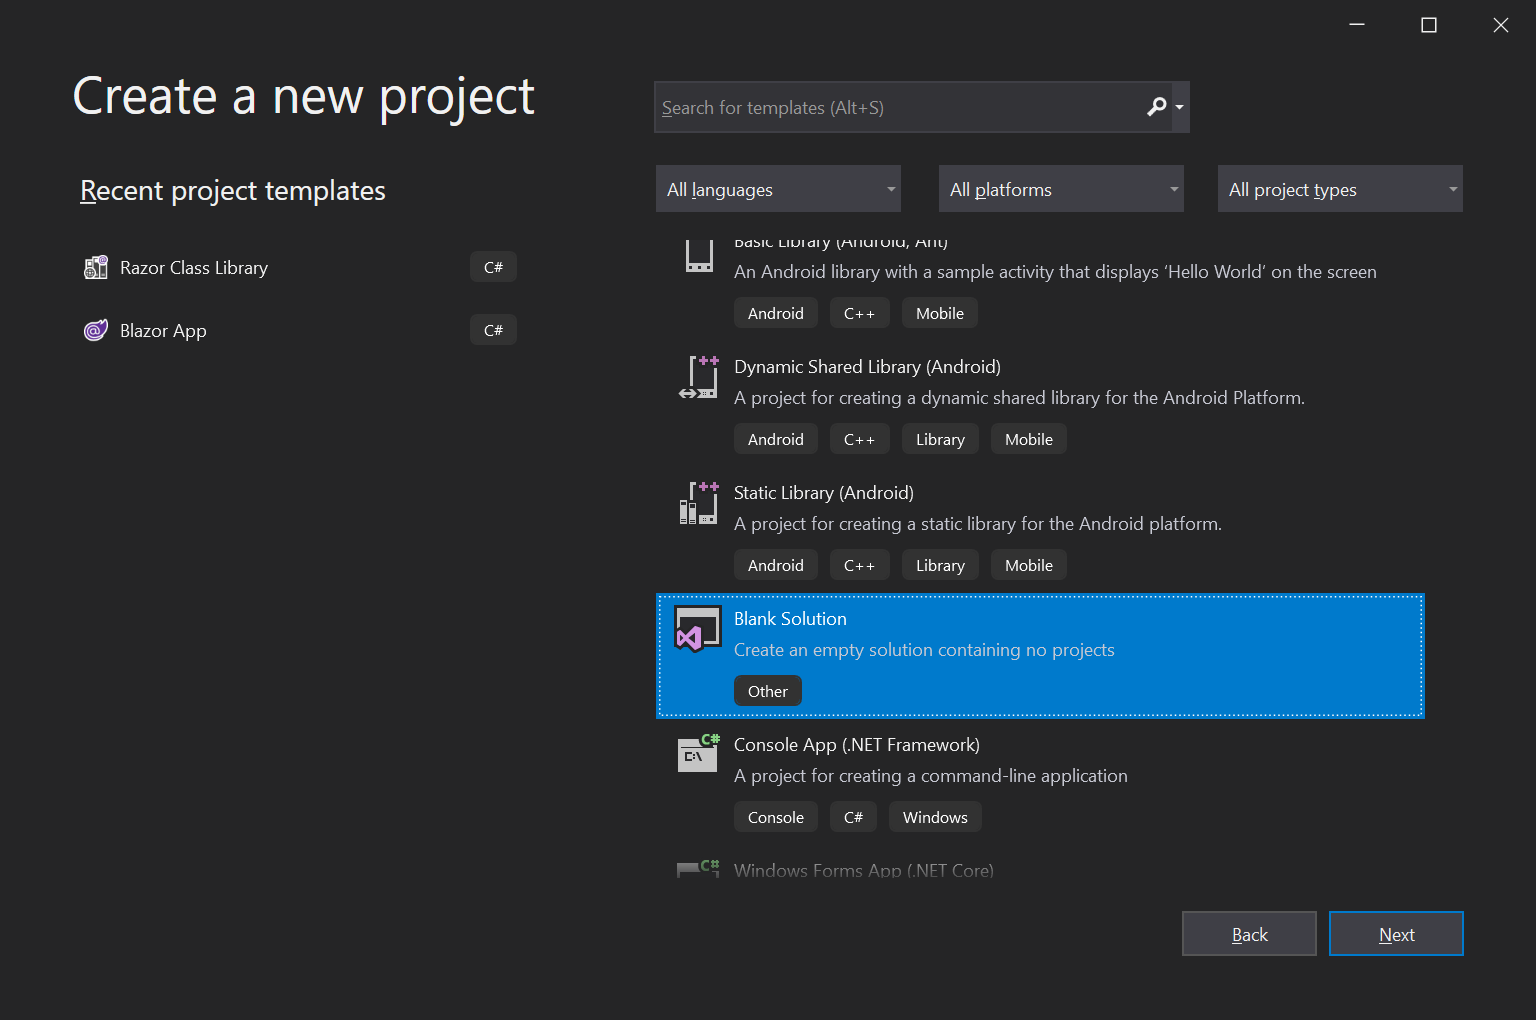 Create a new project
Search for templates (Alt+S)
Recent project templates
All languages
All platforms
All project types
Razor Class Library C#
Blazor App C#
Basic Library (Android, Ant)
An Android library with a sample activity that displays ‘Hello World’ on the screen
Android C++ Mobile
Dynamic Shared Library (Android)
A project for creating a dynamic shared library for the Android Platform.
Android C++ Library Mobile
Static Library (Android)
A project for creating a static library for the Android platform.
Android C++ Library Mobile
Blank Solution
Create an empty solution containing no projects
Other
C#
C:\
Console App (.NET Framework)
A project for creating a command-line application
Console C# Windows
C#
Windows Forms App (.NET Core)
Back Next